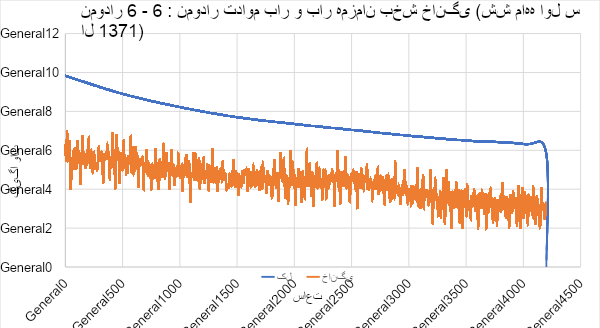 نمودار 6 - 6 : نمودار تداوم بار و بار همزمان بخش خانگی (شش ماهه اول س
ال 1371)
General12
General10
General8
General6
General4
General2
General0
General0
General500
General1000
General1500
General2000
General2500
General3000
General3500
General4000
General4500
کل
خانگی
ساعت